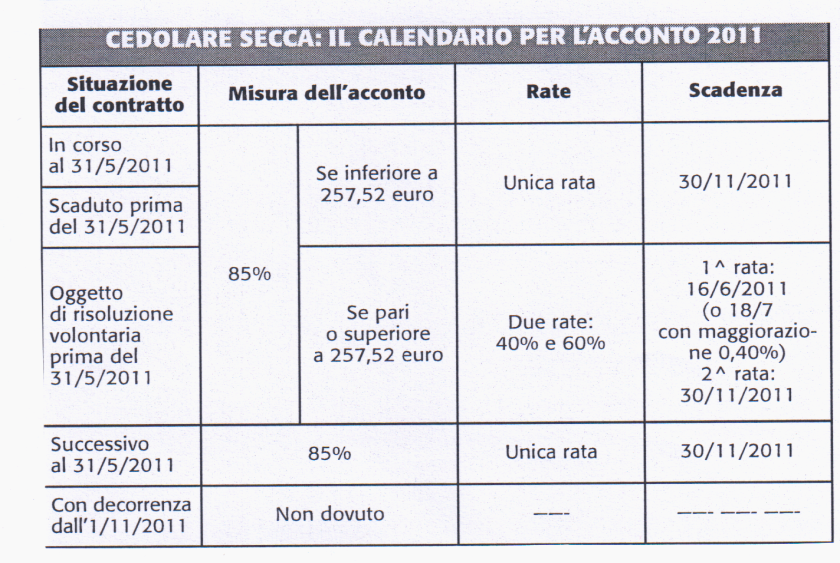 CEDOLARE SECCA: IL CALENDARIO PER L'ACCONTO 2011
Situazione
del contratto
Misura dell'acconto
Rate
Scadenza
In corso
al 31/5/2011
Scaduto prima
del 31/5/2011
Oggetto
di risoluzione
volontaria
prima del
31/5/2011
85%
Se inferiore a
257,52 euro
Unica rata
30/11/2011
Se pari
o superiore
a 257,52 euro
Due rate:
40% e 60%
1^ rata:
16/6/2011
(o 18/7
con maggiorazio-
ne 0,40%)
2^ rata:
30/11/2011
Successivo
al 31/5/2011
85%
Unica rata
30/11/2011
Con decorrenza
dall'1/11/2011
Non dovuto
——-
——- —–- —–-